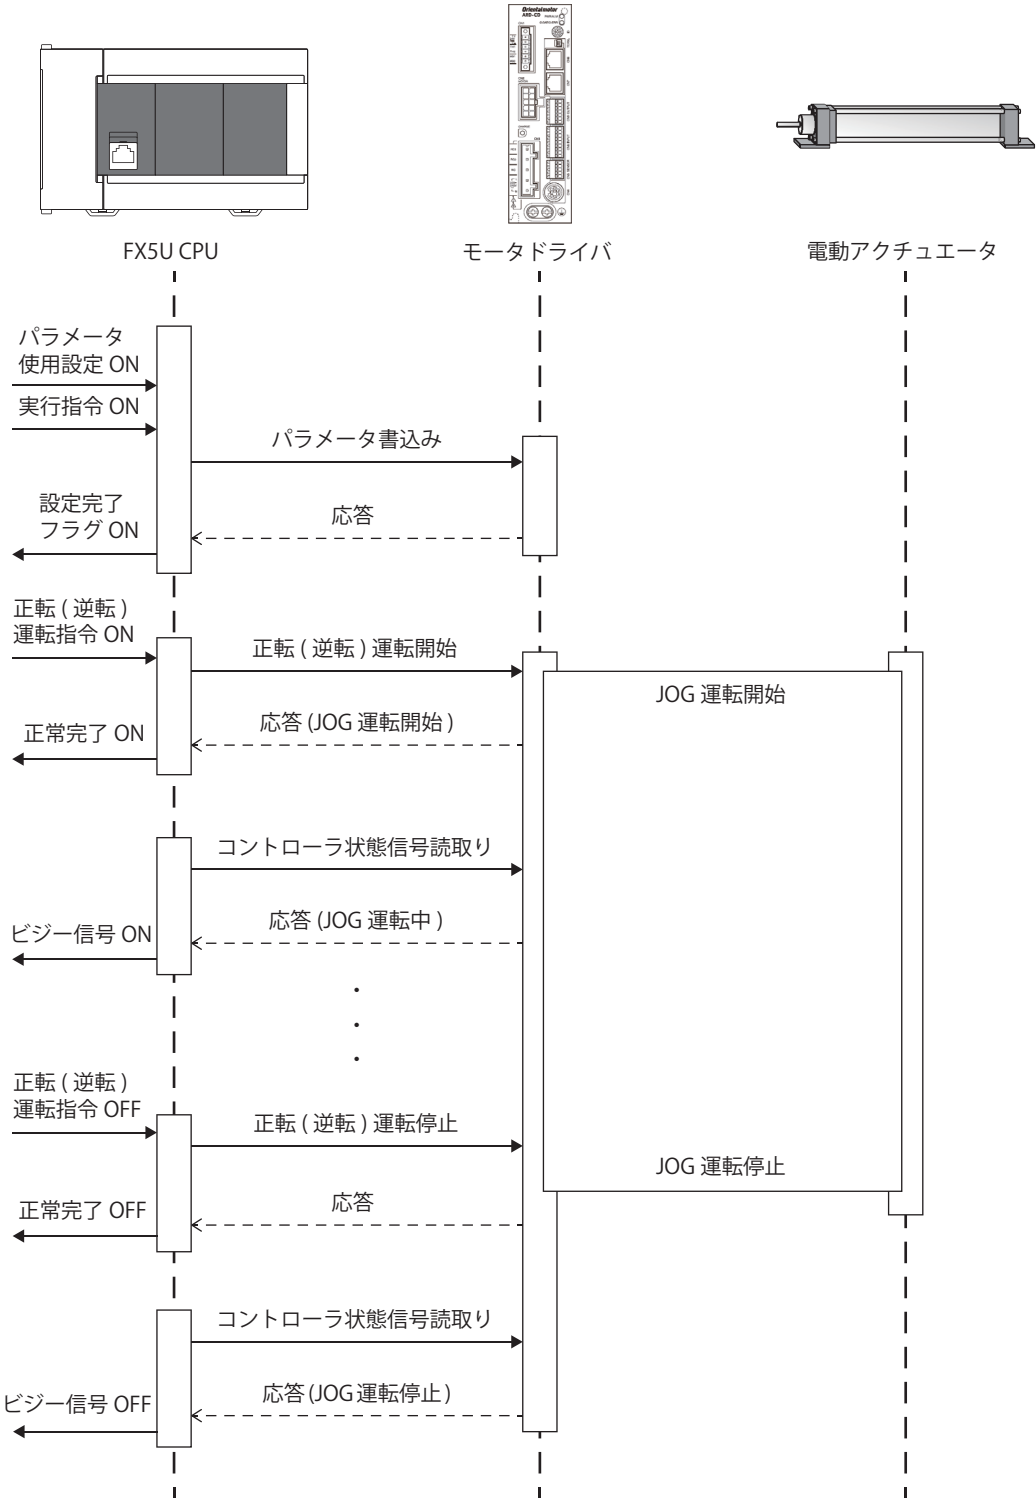 Orientalmotor
ARD-CD
FX5U CPU
モータドライバ
電動アクチュエータ
パラメータ
使用設定 ON
実行指令 ON
パラメータ書込み
設定完了
フラグ ON
応答
正転 ( 逆転 )
運転指令 ON
正転 ( 逆転 ) 運転開始
JOG 運転開始
応答 (JOG 運転開始 )
正常完了 ON
コントローラ状態信号読取り
応答 (JOG 運転中 )
ビジー信号 ON
正転 ( 逆転 )
運転指令 OFF
正転 ( 逆転 ) 運転停止
JOG 運転停止
応答
正常完了 OFF
コントローラ状態信号読取り
応答 (JOG 運転停止 )
ビジー信号 OFF